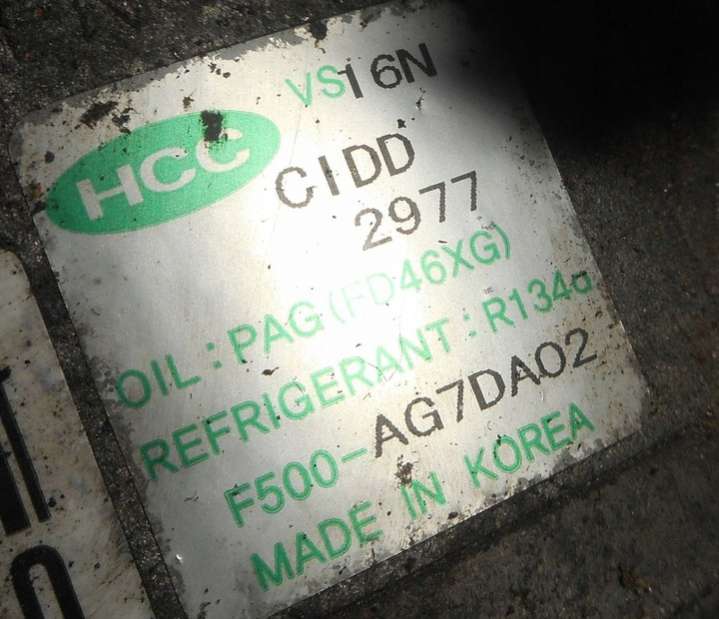 VS16N
HCC
CIDD
2977
OIL : PAG (FD46XG)
REFRIGERANT : R134a
F500-AG7DA02
MADE IN KOREA